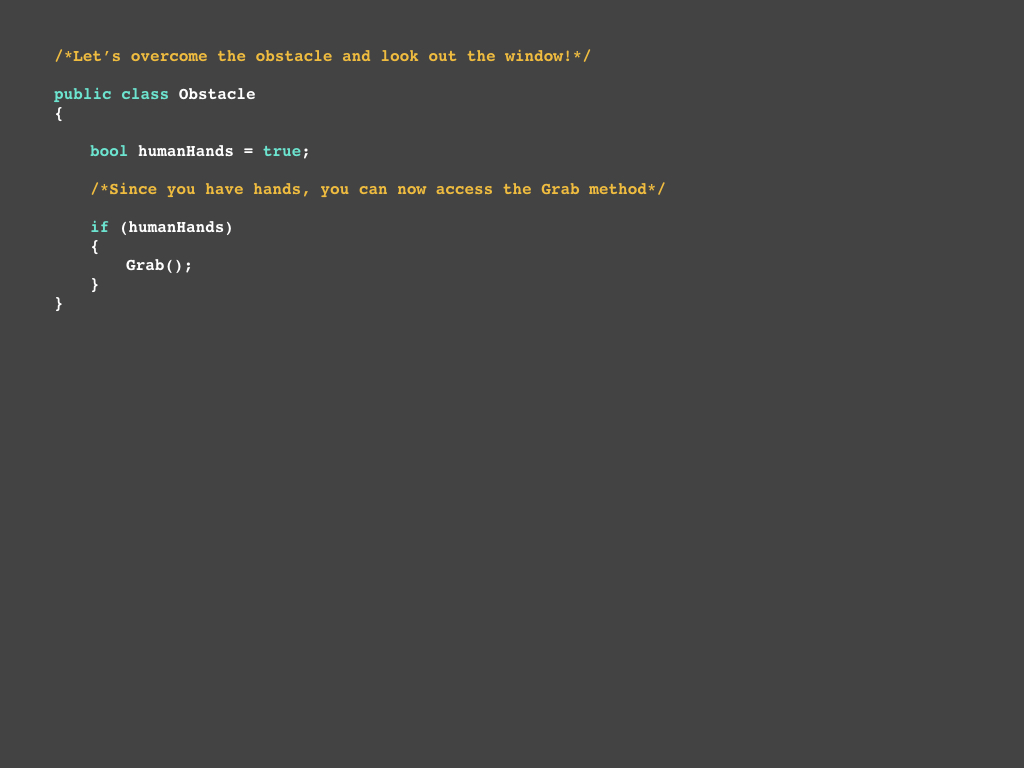 /*Let’s overcome the obstacle and look out the window!*/
public class Obstacle
{
bool humanHands = true;
/*Since you have hands, you can now access the Grab method*/
if (humanHands)
{
Grab();
}
}